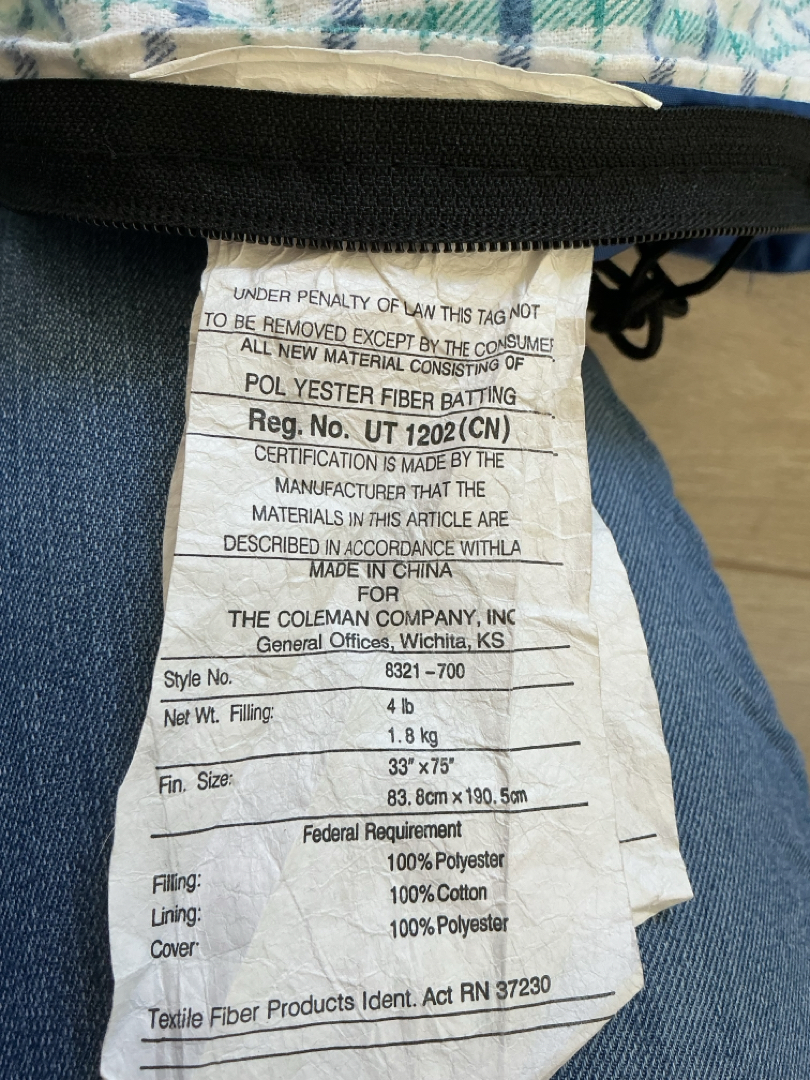 UNDER PENALTY OF LAW THIS TAG NOT
TO BE REMOVED EXCEPT BY THE CONSUMER
ALL NEW MATERIAL CONSISTING OF
POL YESTER FIBER BATTING
Reg. No. UT 1202 (CN)
CERTIFICATION IS MADE BY THE
MANUFACTURER THAT THE
MATERIALS IN THIS ARTICLE ARE
DESCRIBED IN ACCORDANCE WITHLA
MADE IN CHINA
FOR
THE COLEMAN COMPANY, INC
General Offices, Wichita, KS
Style No. 8321-700
Net Wt. Filling: 4 lb
1.8 kg
Fin. Size: 33" x 75"
83.8cm x 190.5cm
Federal Requirement
Filling: 100% Polyester
Lining: 100% Cotton
Cover: 100% Polyester
Textile Fiber Products Ident. Act RN 37230